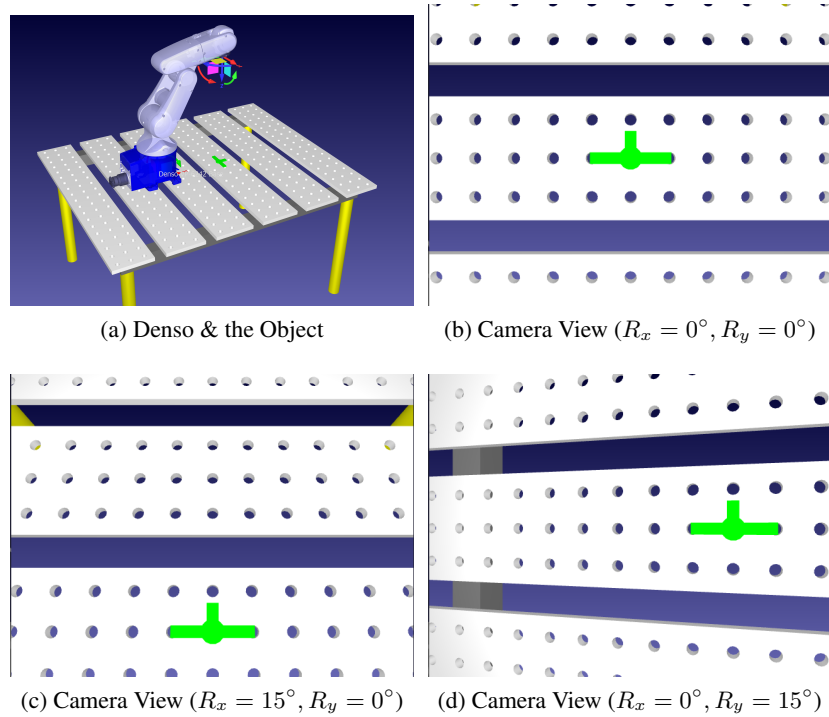 Denso
(a) Denso & the Object
(b) Camera View (Rx = 0°, Ry = 0°)
(c) Camera View (Rx = 15°, Ry = 0°)
(d) Camera View (Rx = 0°, Ry = 15°)